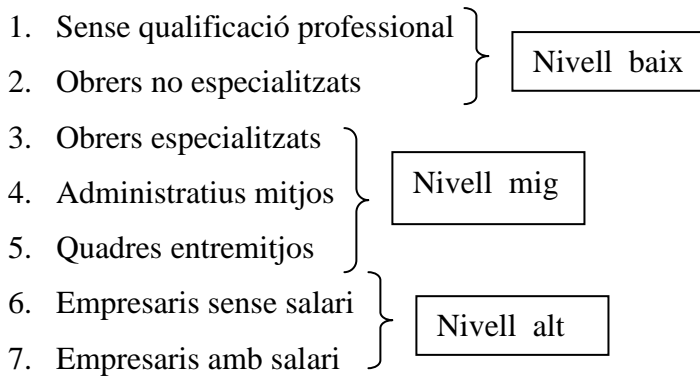 1. Sense qualificació professional
2. Obrers no especialitzats
Nivell baix
3. Obrers especialitzats
4. Administratius mitjos
5. Quadres entremitjos
Nivell mig
6. Empresaris sense salari
7. Empresaris amb salari
Nivell alt